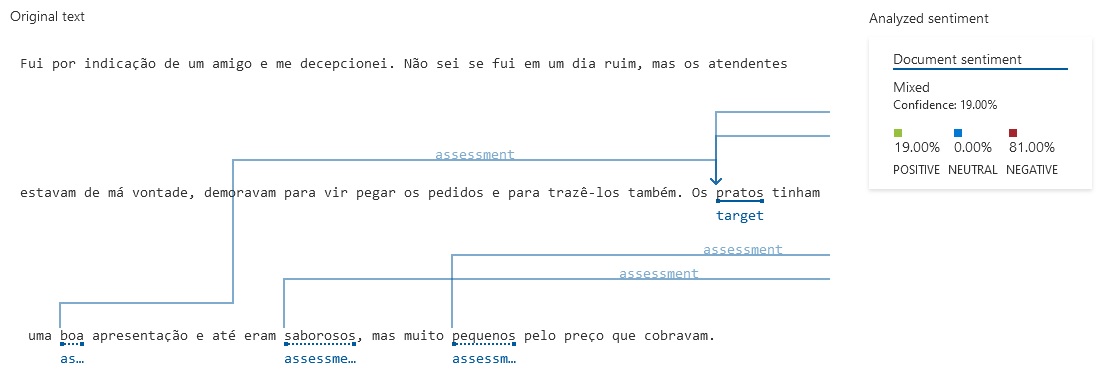 Original text
Analyzed sentiment
Fui por indicação de um amigo e me decepcionei. Não sei se fui em um dia ruim, mas os atendentes
Document sentiment
Mixed
Confidence: 19.00%
19.00% 0.00% 81.00%
POSITIVE NEUTRAL NEGATIVE
assessment
estavam de má vontade, demoravam para vir pegar os pedidos e para trazê-los também. Os pratos tinham
target
assessment
assessment
uma boa apresentação e até eram saborosos, mas muito pequenos pelo preço que cobravam.
as… assessme… assessm…